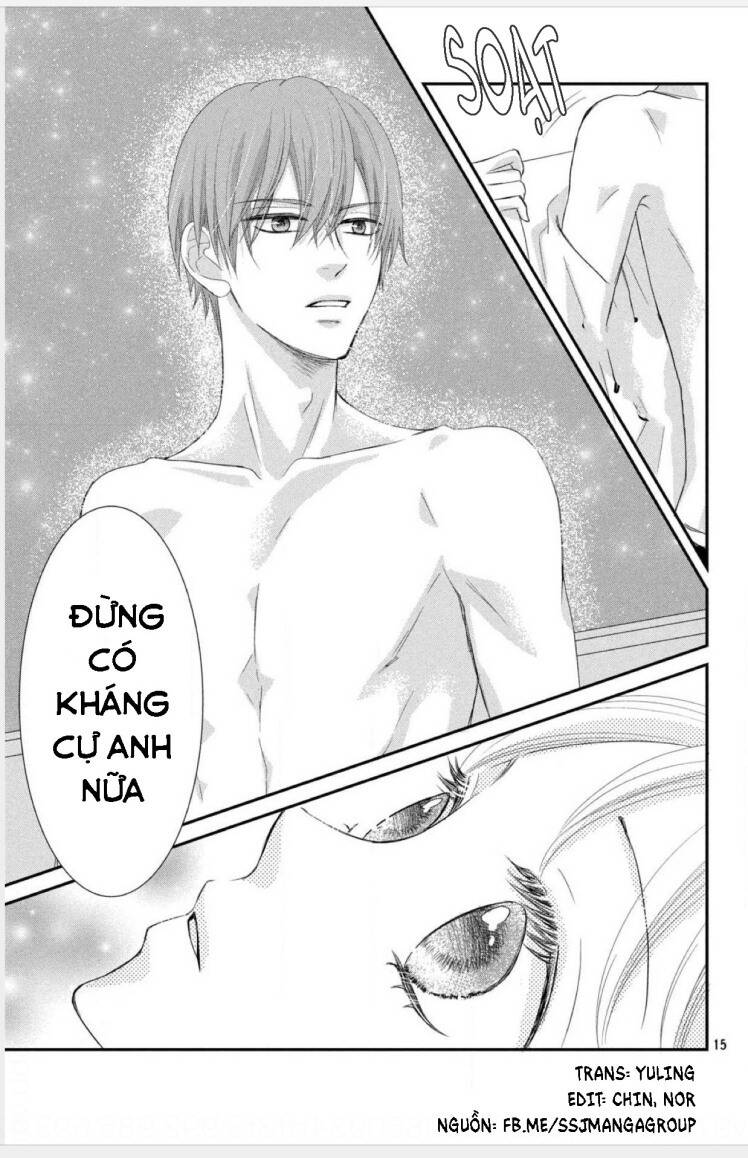 SOẠT
ĐỪNG
CÓ
KHÁNG
CỰ ANH
NỮA
15
TRANS: YULING
EDIT: CHIN, NOR
NGUỒN: FB.ME/SSJMANGAGROUP